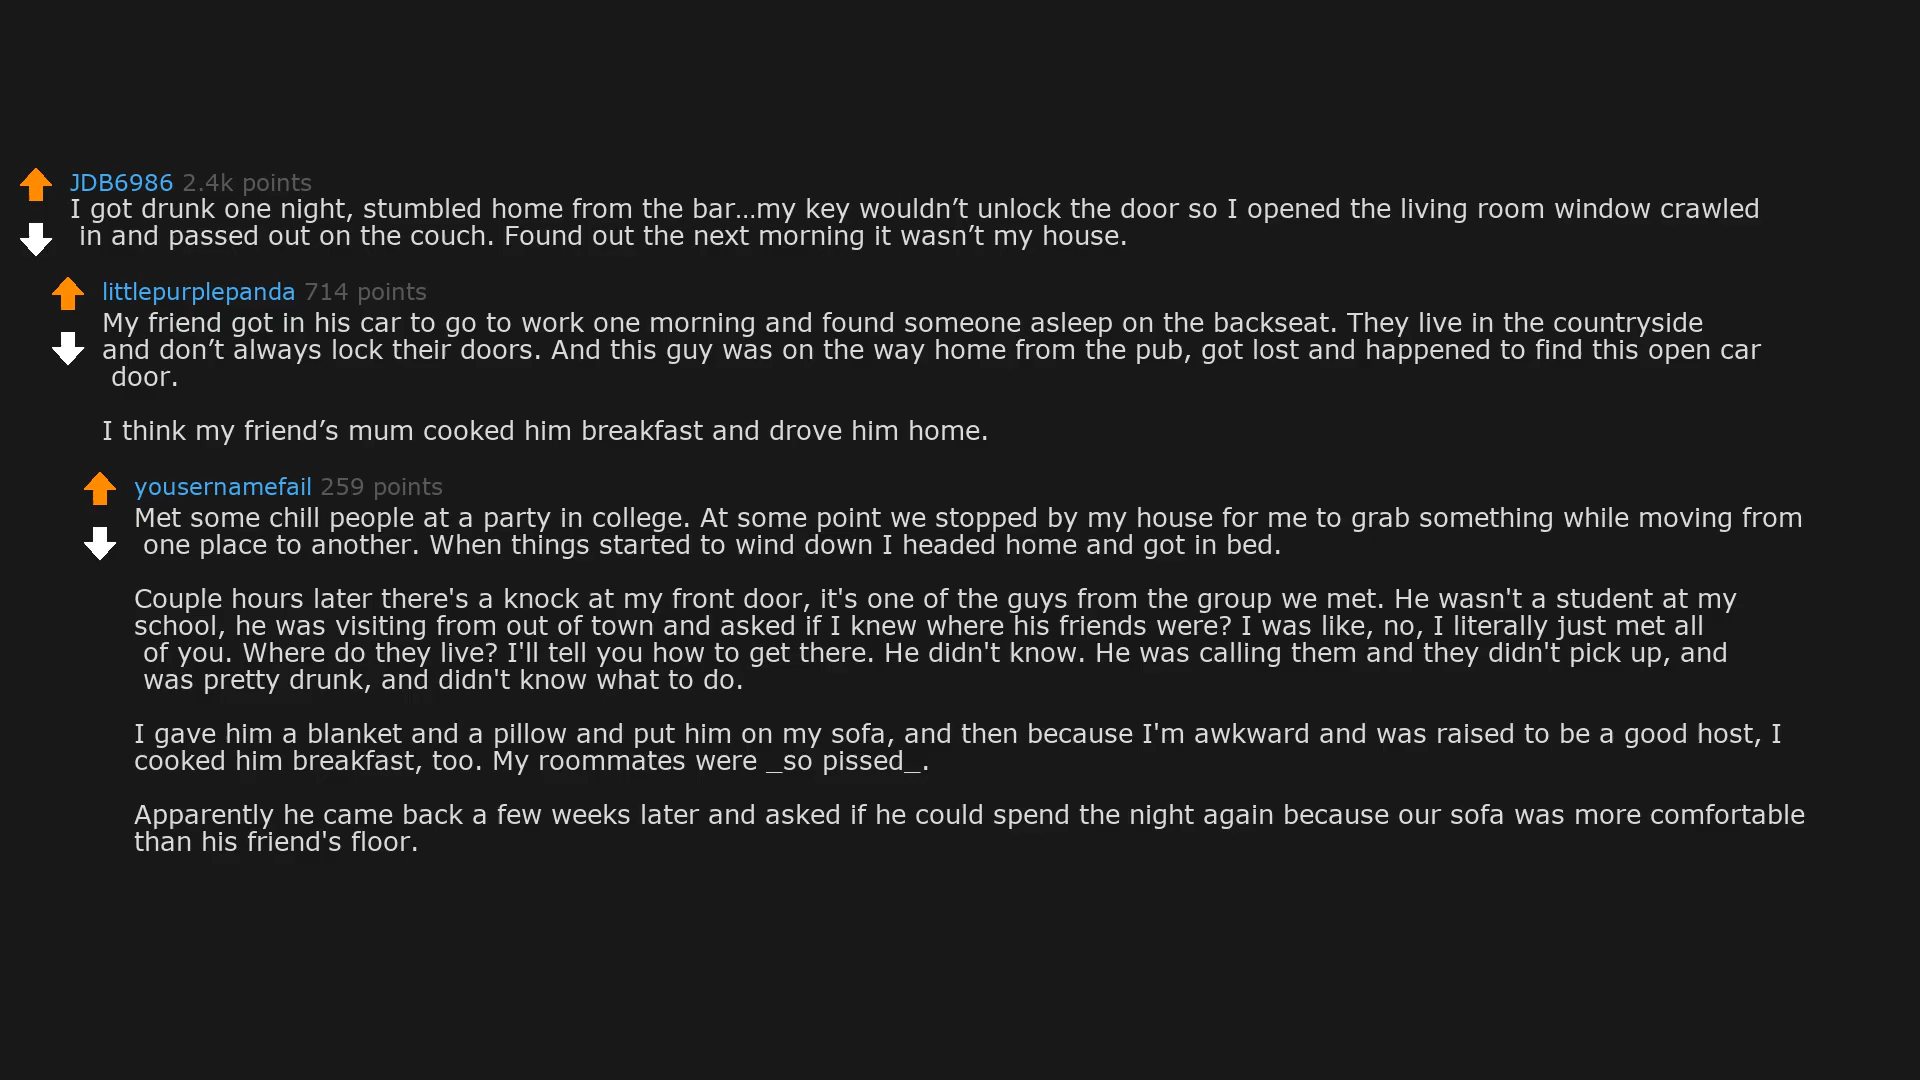 JDB6986 2.4k points
I got drunk one night, stumbled home from the bar…my key wouldn’t unlock the door so I opened the living room window crawled
in and passed out on the couch. Found out the next morning it wasn’t my house.
littlepurplepanda 714 points
My friend got in his car to go to work one morning and found someone asleep on the backseat. They live in the countryside
and don’t always lock their doors. And this guy was on the way home from the pub, got lost and happened to find this open car
door.
I think my friend’s mum cooked him breakfast and drove him home.
yousernamefail 259 points
Met some chill people at a party in college. At some point we stopped by my house for me to grab something while moving from
one place to another. When things started to wind down I headed home and got in bed.
Couple hours later there's a knock at my front door, it's one of the guys from the group we met. He wasn't a student at my
school, he was visiting from out of town and asked if I knew where his friends were? I was like, no, I literally just met all
of you. Where do they live? I'll tell you how to get there. He didn't know. He was calling them and they didn't pick up, and
was pretty drunk, and didn't know what to do.
I gave him a blanket and a pillow and put him on my sofa, and then because I'm awkward and was raised to be a good host, I
cooked him breakfast, too. My roommates were _so pissed_.
Apparently he came back a few weeks later and asked if he could spend the night again because our sofa was more comfortable
than his friend's floor.